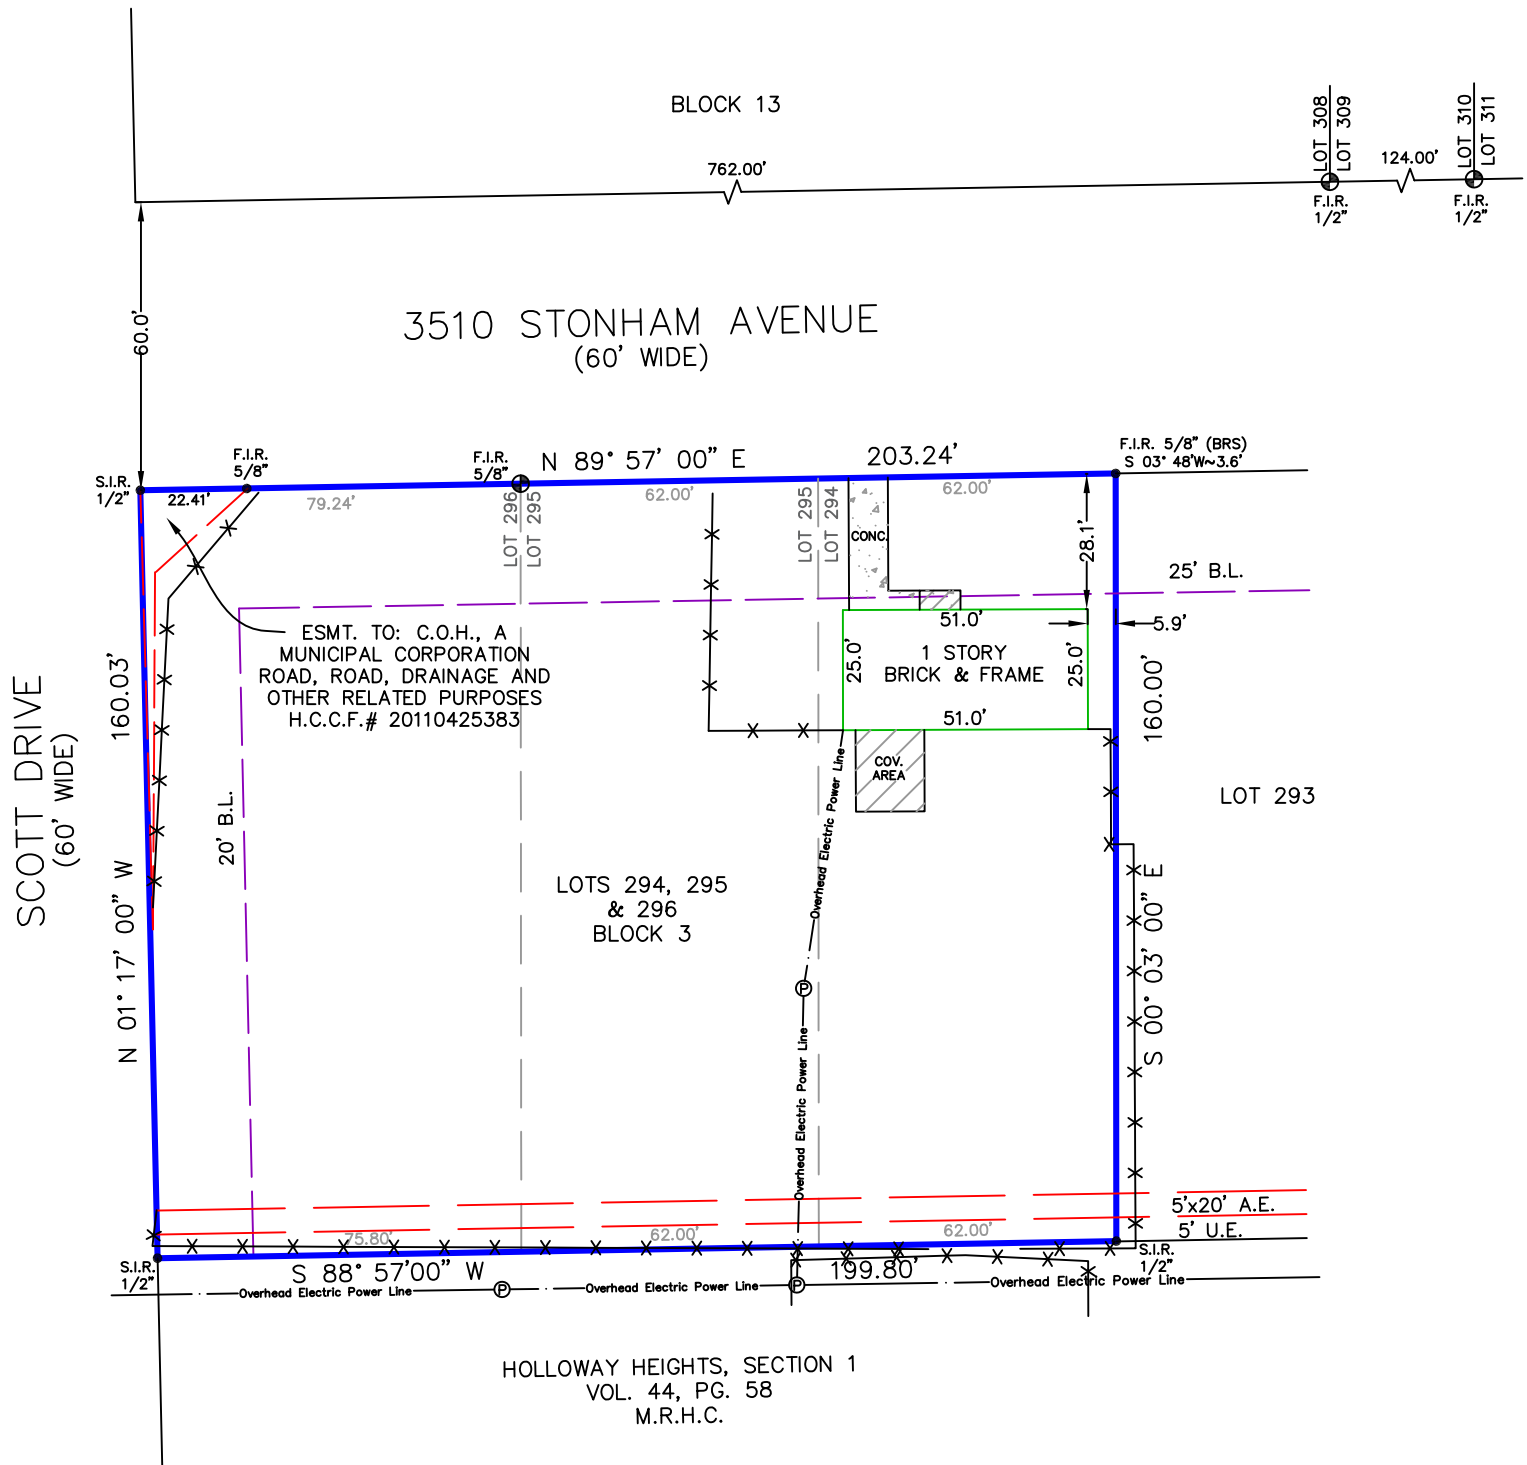 BLOCK 13
LOT 308
LOT 309
LOT 310
LOT 311
762.00'
124.00'
F.I.R.
1/2"
F.I.R.
1/2"
60.0'
3510 STONHAM AVENUE
(60' WIDE)
S.I.R.
1/2"
F.I.R.
5/8"
F.I.R.
5/8"
N 89° 57' 00" E
203.24'
F.I.R. 5/8" (BRS)
S 03° 48'W~3.6'
22.41'
79.24'
LOT 296
LOT 295
62.00'
LOT 295
LOT 294
62.00'
CONC.
28.1'
25' B.L.
5.9'
ESMT. TO: C.O.H., A
MUNICIPAL CORPORATION
ROAD, ROAD, DRAINAGE AND
OTHER RELATED PURPOSES
H.C.C.F.# 20110425383
51.0'
25.0'
1 STORY
BRICK & FRAME
25.0'
51.0'
COV.
AREA
SCOTT DRIVE
(60' WIDE)
N 01° 17' 00" W
160.03'
20' B.L.
Overhead Electric Power Line
160.00'
S 00° 03' 00" E
LOT 293
LOTS 294, 295
& 296
BLOCK 3
P
Overhead Electric Power Line
5'x20' A.E.
5' U.E.
75.80'
62.00'
62.00'
S.I.R.
1/2"
S 88° 57'00" W
199.80'
S.I.R.
1/2"
Overhead Electric Power Line
P
Overhead Electric Power Line
P
Overhead Electric Power Line
HOLLOWAY HEIGHTS, SECTION 1
VOL. 44, PG. 58
M.R.H.C.